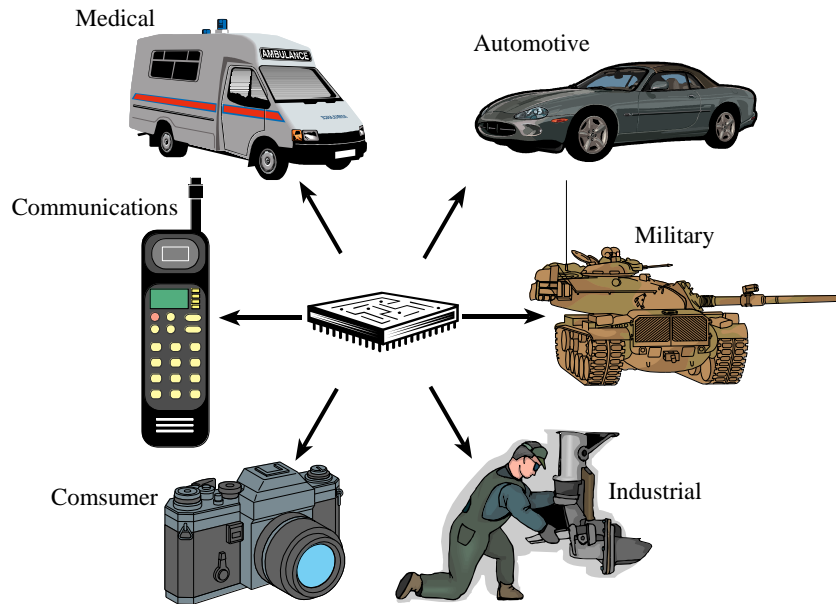 Medical
AMBULANCE
Automotive
Communications
Military
Comsumer
Industrial